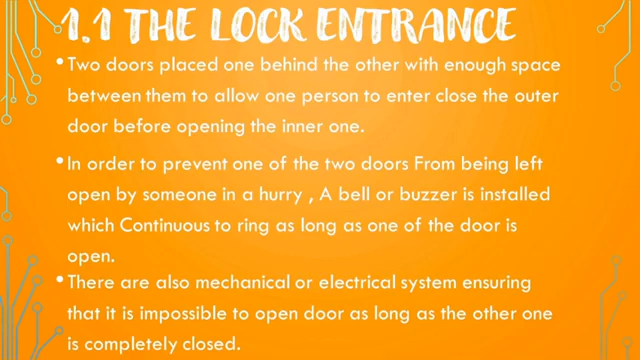 1.1 THE LOCK ENTRANCE
• Two doors placed one behind the other with enough space
between them to allow one person to enter close the outer
door before opening the inner one.
• In order to prevent one of the two doors From being left
open by someone in a hurry , A bell or buzzer is installed
which Continuous to ring as long as one of the door is
open.
• There are also mechanical or electrical system ensuring
that it is impossible to open door as long as the other one
is completely closed.